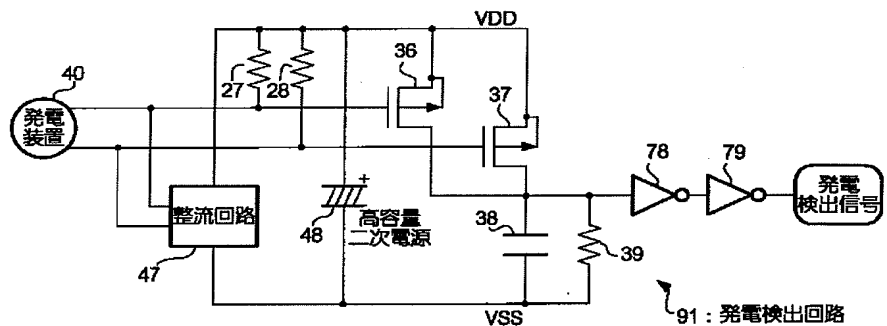 VDD
36
40
27
28
37
発電
装置
78
79
発電
検出信号
整流回路
+
48
高容量
二次電源
38
39
47
VSS
91：発電検出回路